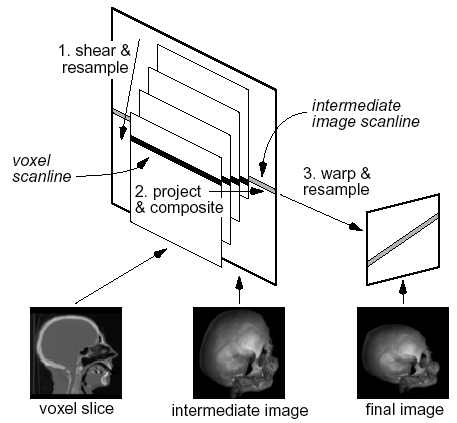 1. shear &
resample
intermediate
image scanline
voxel
scanline
2. project
& composite
3. warp &
resample
voxel slice
intermediate image
final image